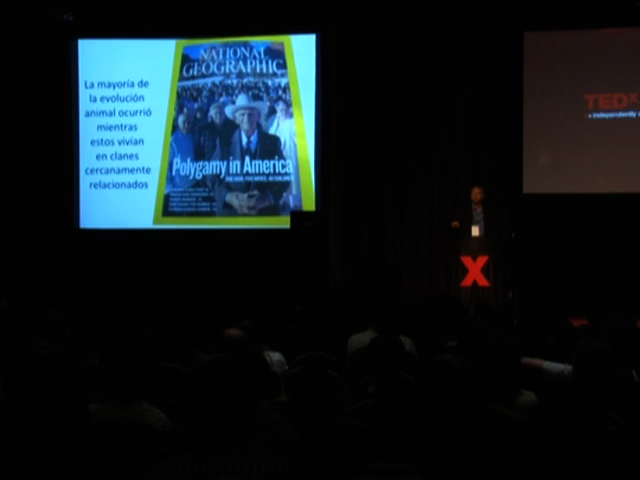 La mayoría de
la evolución
animal ocurrió
mientras
estos vivían
en clanes
cercanamente
relacionados
NATIONAL
GEOGRAPHIC
Polygamy in America
TEDx
X